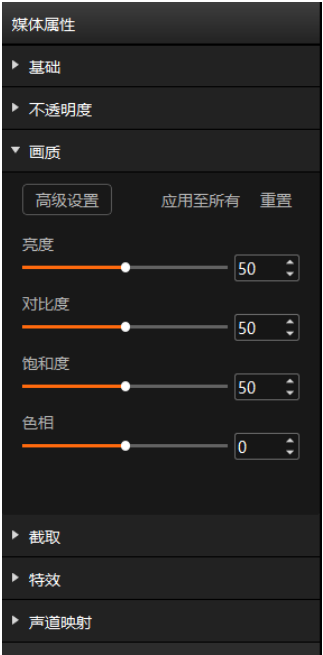 媒体属性
基础
不透明度
画质
高级设置 应用至所有 重置
亮度
50
对比度
50
饱和度
50
色相
0
截取
特效
声道映射